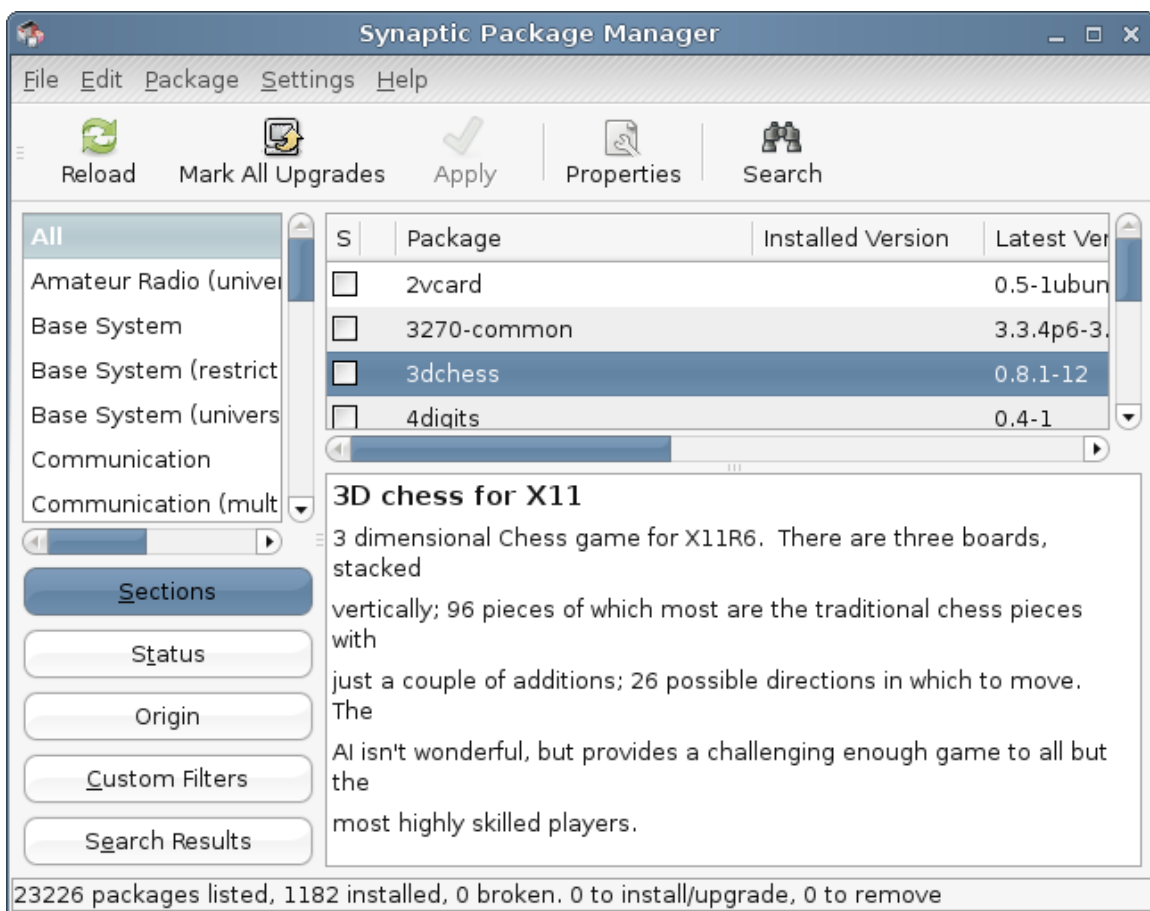 Synaptic Package Manager
File Edit Package Settings Help
Reload Mark All Upgrades Apply Properties Search
All
Amateur Radio (univer
Base System
Base System (restrict
Base System (univers
Communication
Communication (mult
S Package Installed Version Latest Ver
2vcard 0.5-1ubun
3270-common 3.3.4p6-3.
3dchess 0.8.1-12
4digits 0.4-1
Sections
Status
Origin
Custom Filters
Search Results
3D chess for X11
3 dimensional Chess game for X11R6.  There are three boards,
stacked
vertically; 96 pieces of which most are the traditional chess pieces
with
just a couple of additions; 26 possible directions in which to move.
The
AI isn't wonderful, but provides a challenging enough game to all but
the
most highly skilled players.
23226 packages listed, 1182 installed, 0 broken. 0 to install/upgrade, 0 to remove